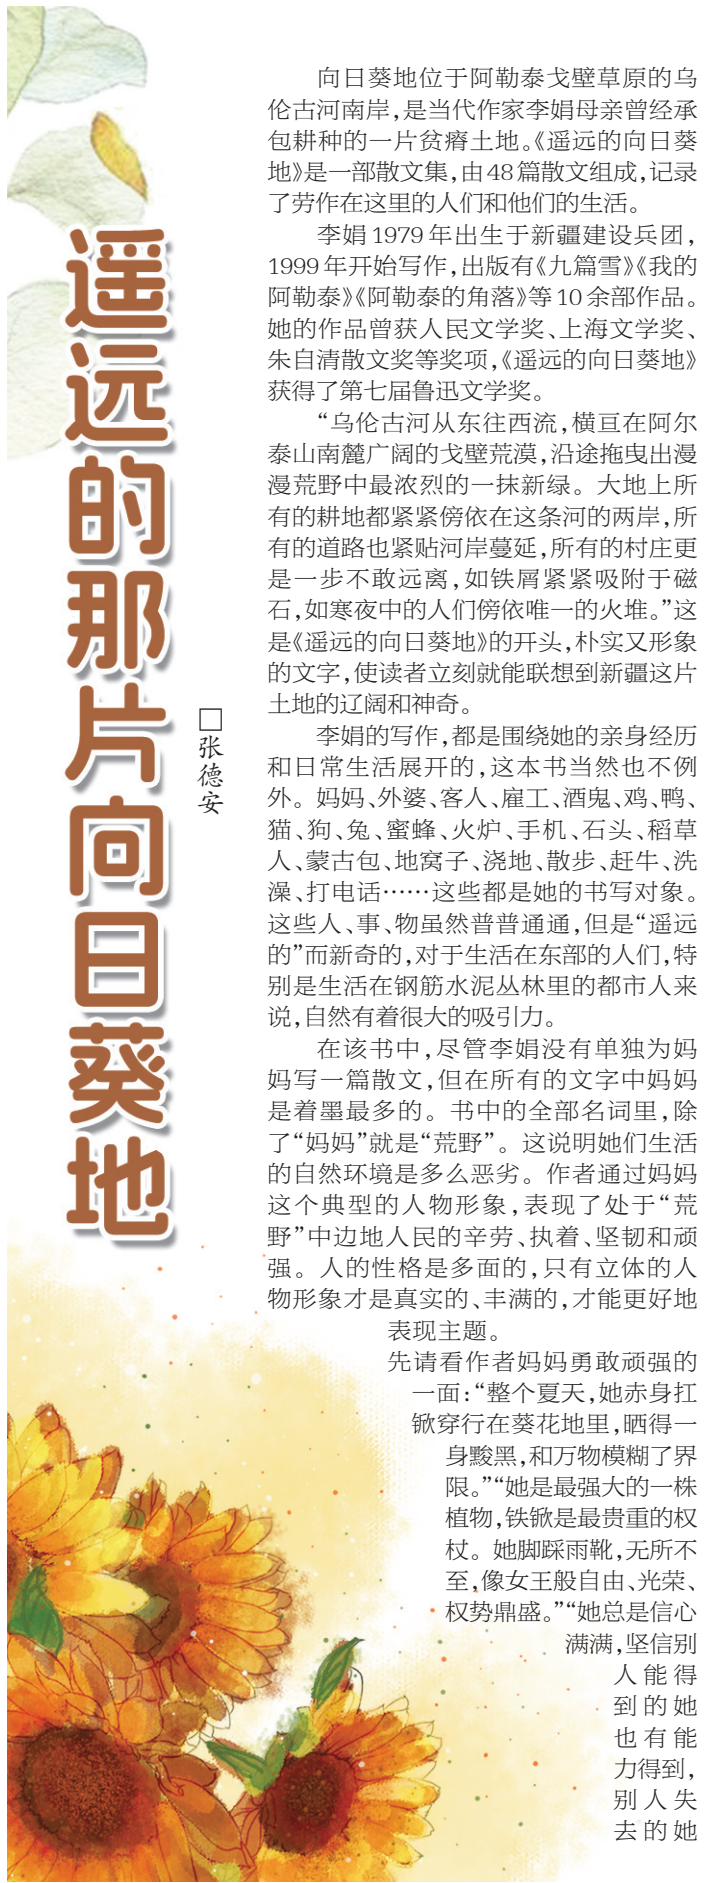 遥远的那片向日葵地
□张德安
向日葵地位于阿勒泰戈壁草原的乌
伦古河南岸,是当代作家李娟母亲曾经承
包耕种的一片贫瘠土地。《遥远的向日葵
地》是一部散文集,由48篇散文组成,记录
了劳作在这里的人们和他们的生活。
李娟1979年出生于新疆建设兵团,
1999年开始写作,出版有《九篇雪》《我的
阿勒泰》《阿勒泰的角落》等10余部作品。
她的作品曾获人民文学奖、上海文学奖、
朱自清散文奖等奖项,《遥远的向日葵地》
获得了第七届鲁迅文学奖。
“乌伦古河从东往西流,横亘在阿尔
泰山南麓广阔的戈壁荒漠,沿途拖曳出漫
漫荒野中最浓烈的一抹新绿。大地上所
有的耕地都紧紧傍依在这条河的两岸,所
有的道路也紧贴河岸蔓延,所有的村庄更
是一步不敢远离,如铁屑紧紧吸附于磁
石,如寒夜中的人们傍依唯一的火堆。”这
是《遥远的向日葵地》的开头,朴实又形象
的文字,使读者立刻就能联想到新疆这片
土地的辽阔和神奇。
李娟的写作,都是围绕她的亲身经历
和日常生活展开的,这本书当然也不例
外。妈妈、外婆、客人、雇工、酒鬼、鸡、鸭、
猫、狗、兔、蜜蜂、火炉、手机、石头、稻草
人、蒙古包、地窝子、浇地、散步、赶牛、洗
澡、打电话……这些都是她的书写对象。
这些人、事、物虽然普普通通,但是“遥远
的”而新奇的,对于生活在东部的人们,特
别是生活在钢筋水泥丛林里的都市人来
说,自然有着很大的吸引力。
在该书中,尽管李娟没有单独为妈
妈写一篇散文,但在所有的文字中妈妈
是着墨最多的。书中的全部名词里,除
了“妈妈”就是“荒野”。这说明她们生活
的自然环境是多么恶劣。作者通过妈妈
这个典型的人物形象,表现了处于“荒
野”中边地人民的辛劳、执着、坚韧和顽
强。人的性格是多面的,只有立体的人
物形象才是真实的、丰满的,才能更好地
表现主题。
先请看作者妈妈勇敢顽强的
一面:“整个夏天,她赤身扛
锨穿行在葵花地里,晒得一
身黢黑,和万物模糊了界
限。”“她是最强大的一株
植物,铁锨是最贵重的权
杖。她脚踩雨靴,无所不
至,像女王般自由、光荣、
权势鼎盛。”“她总是信心
满满,坚信别
人能得
到的她
也有能
力得到,
别人失
去的她